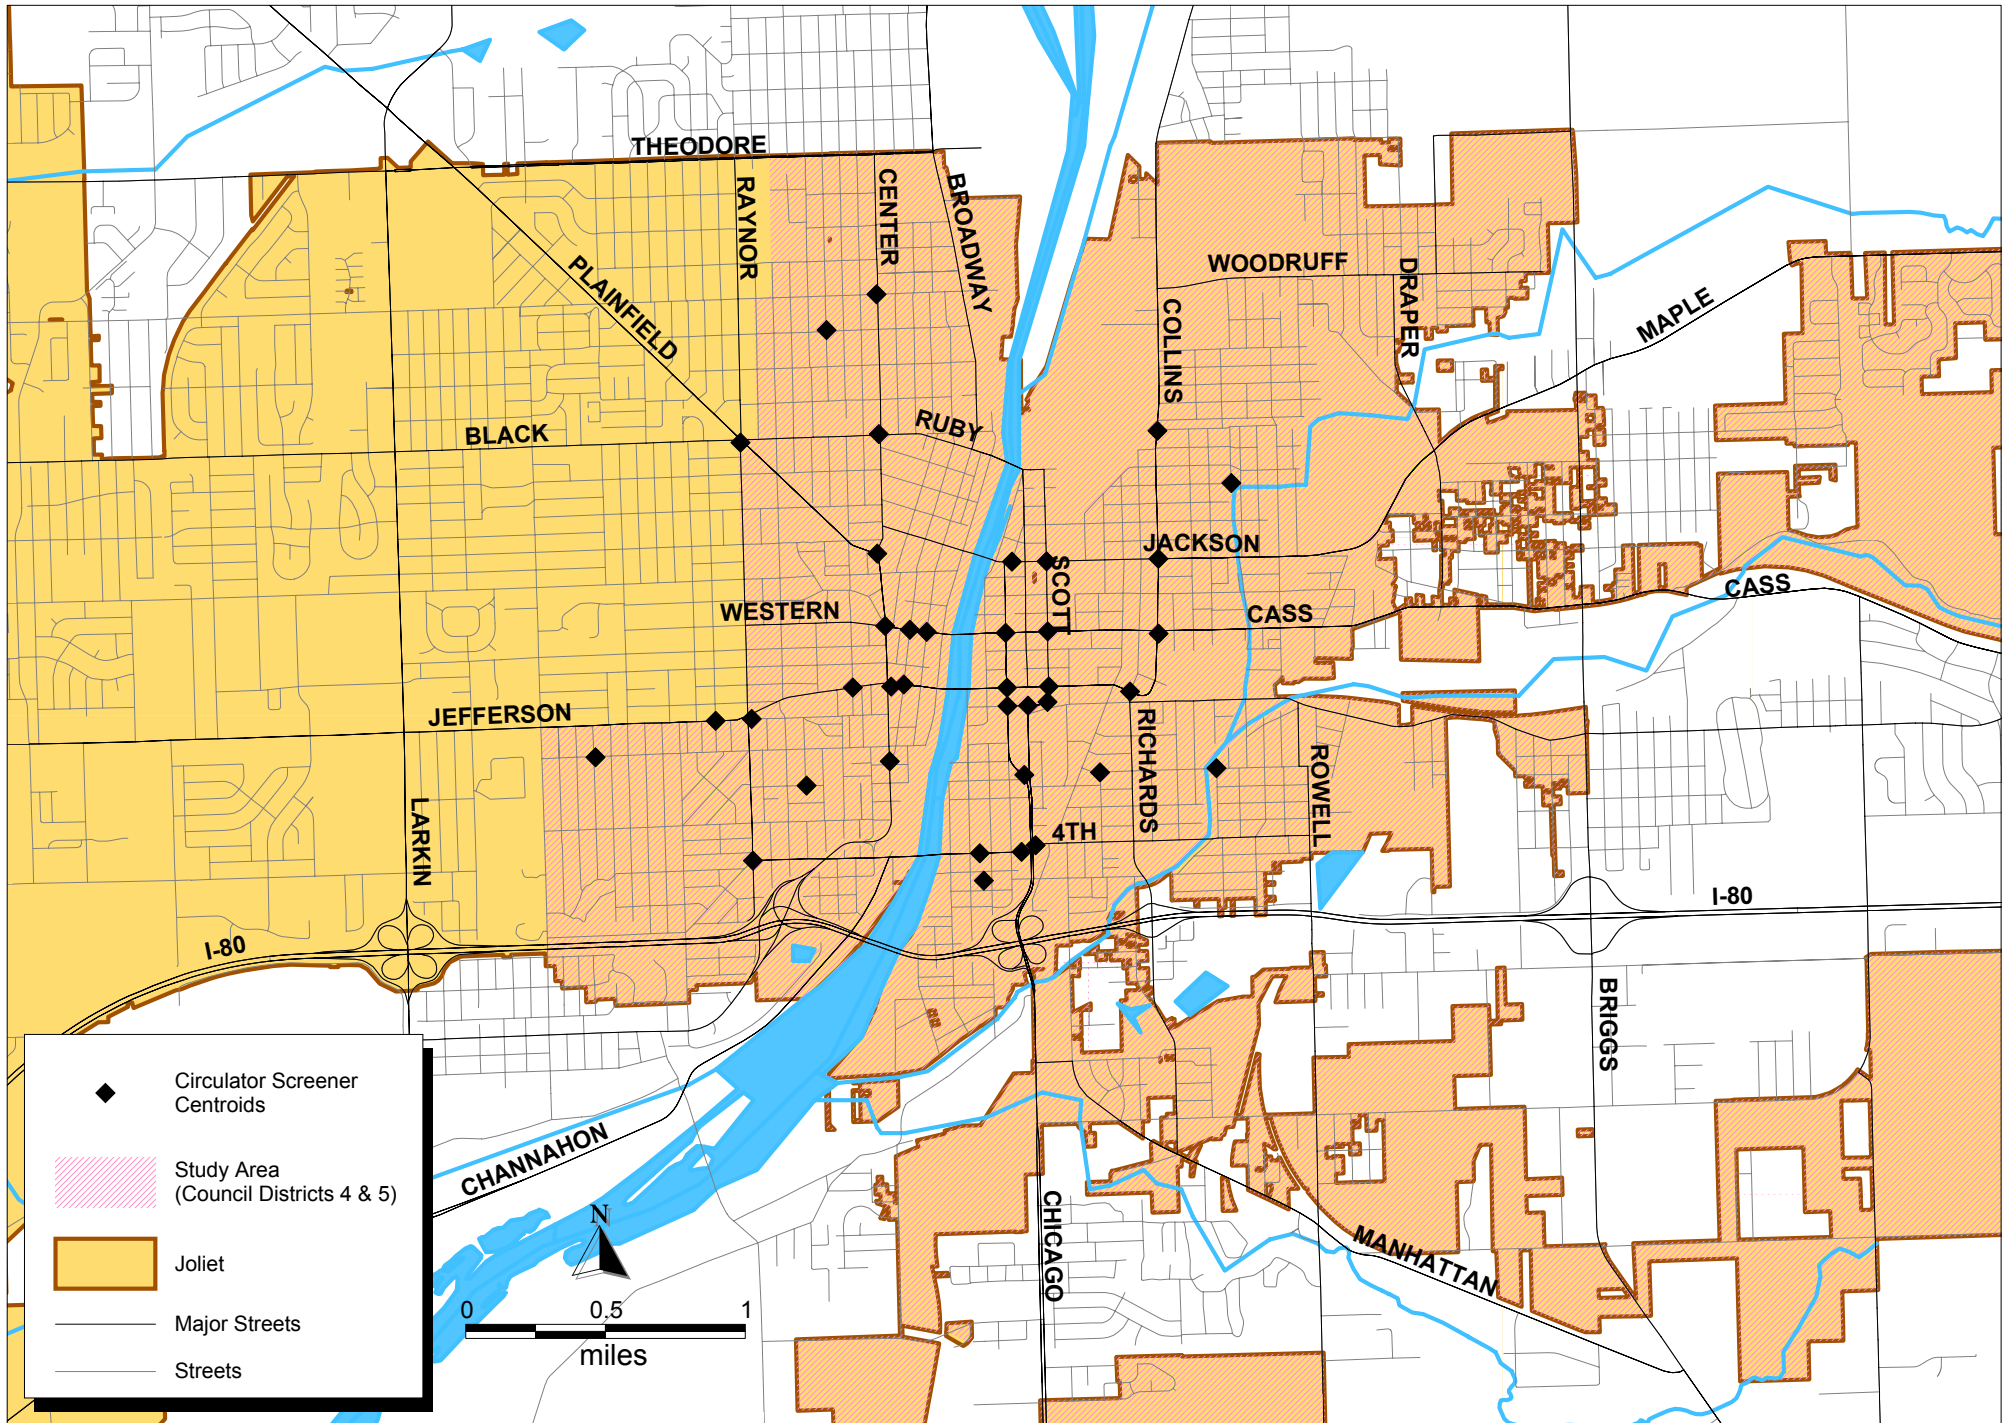 THEODORE
RAYNOR
CENTER
BROADWAY
PLAINFIELD
WOODRUFF
DRAPER
MAPLE
COLLINS
BLACK
RUBY
JACKSON
SCOTT
CASS
WESTERN
CASS
JEFFERSON
RICHARDS
ROWELL
LARKIN
4TH
I-80
I-80
BRIGGS
CHANNAHON
CHICAGO
MANHATTAN
Circulator Screener
Centroids
Study Area
(Council Districts 4 & 5)
Joliet
Major Streets
Streets
N
0 0.5 1
miles